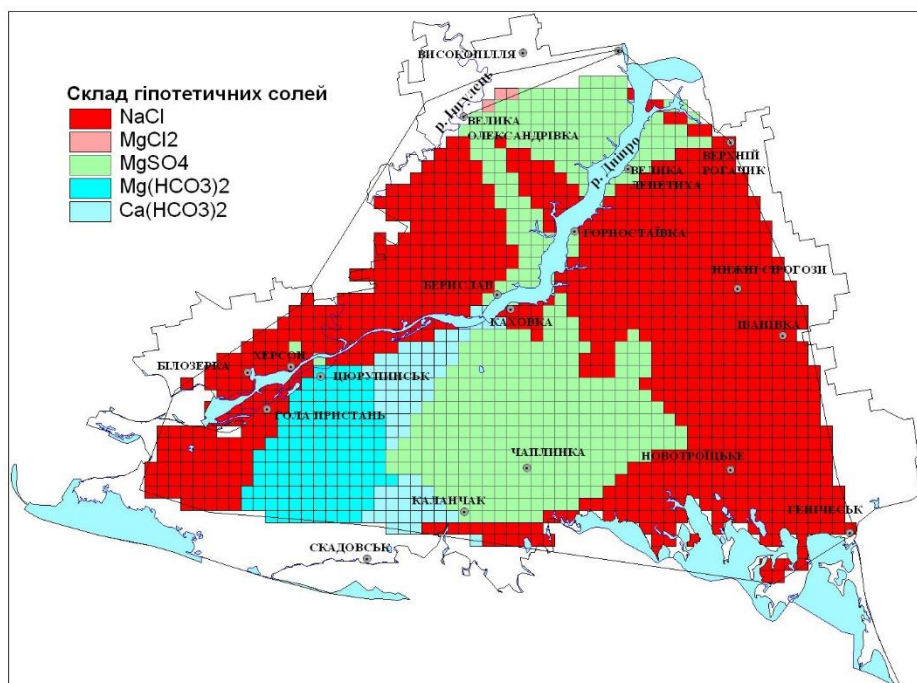 ВИСОКОПІЛЛЯ
Склад гіпотетичних солей
NaCl
MgCl2
MgSO4
Mg(HCO3)2
Ca(HCO3)2
р. Інгулець
ВЕЛИКА
ОЛЕКСАНДРІВКА
р. Дніпро
ВЕРХНІЙ
РОГАЧИК
ВЕЛИКА
ЛЕПЕТИХА
ГОРНОСТАЇВКА
НИЖНІ СІРОГОЗИ
БЕРИСЛАВ
КАХОВКА
ІВАНІВКА
ХЕРСОН
БІЛОЗЕРКА
ЦЮРУПИНСЬК
ГОЛА ПРИСТАНЬ
ЧАПЛИНКА
НОВОТРОЇЦЬКЕ
КАЛАНЧАК
ГЕНІЧЕСЬК
СКАДОВСЬК